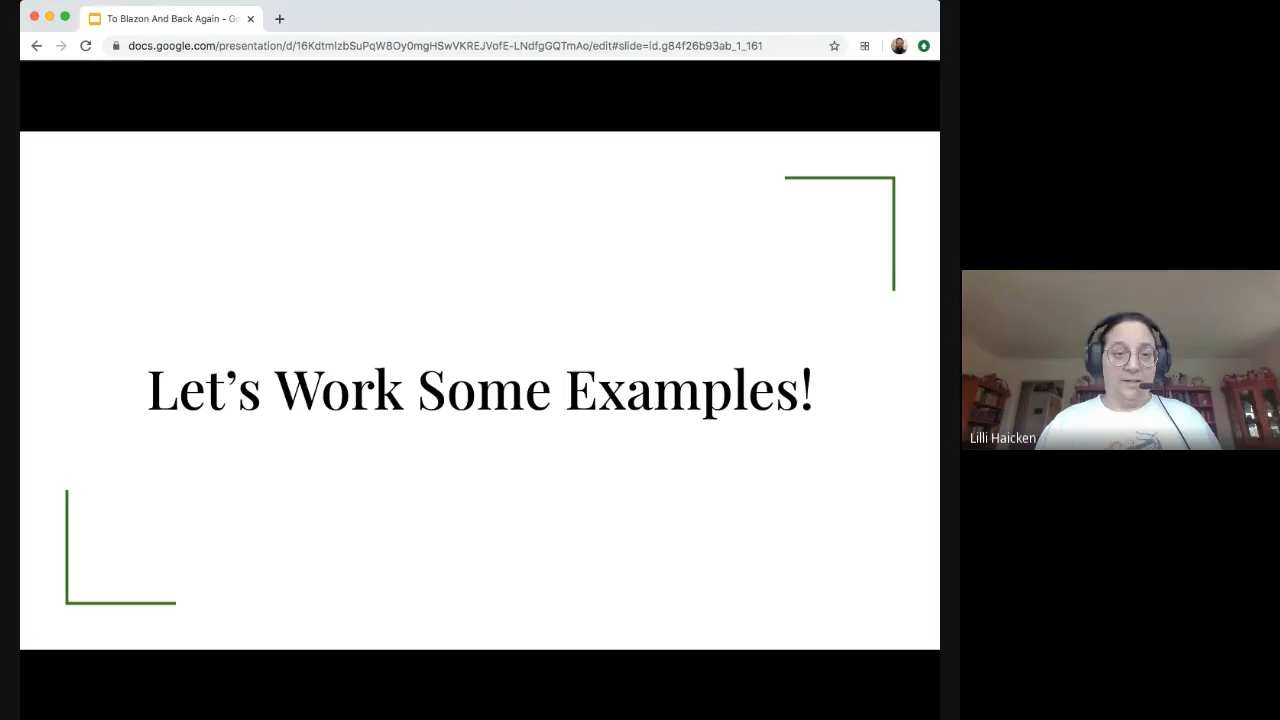 To Blazon And Back Again - Go
docs.google.com/presentation/d/16KdtmlzbSuPqW8Oy0mgHSwVKREJVofE-LNdfgGQTmAo/edit#slide=id.g84f26b93ab_1_161
Let’s Work Some Examples!
Lilli Haicken